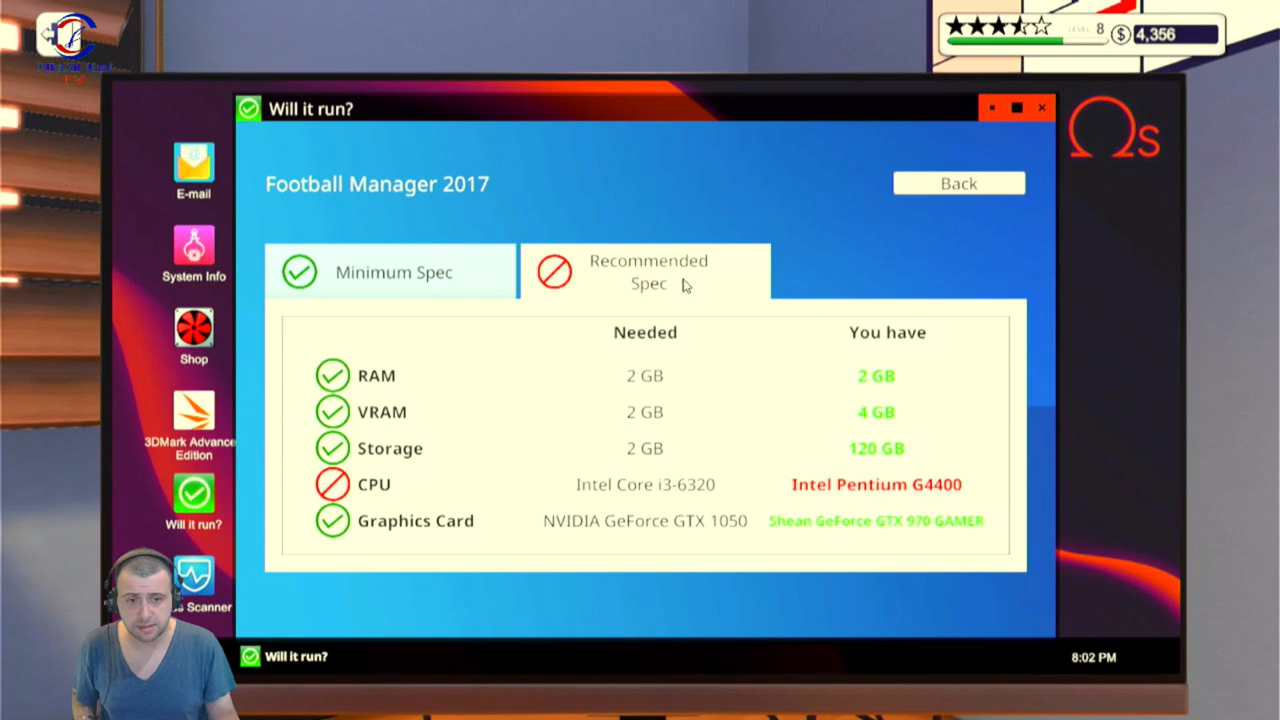 LEVEL 8
$ 4,356
Will it run?
Ωs
E-mail
System Info
Shop
3DMark Advance
Edition
Will it run?
s Scanner
Football Manager 2017
Back
Minimum Spec
Recommended
Spec
Needed
You have
RAM
2 GB
2 GB
VRAM
2 GB
4 GB
Storage
2 GB
120 GB
CPU
Intel Core i3-6320
Intel Pentium G4400
Graphics Card
NVIDIA GeForce GTX 1050
Shean GeForce GTX 970 GAMER
Will it run?
8:02 PM